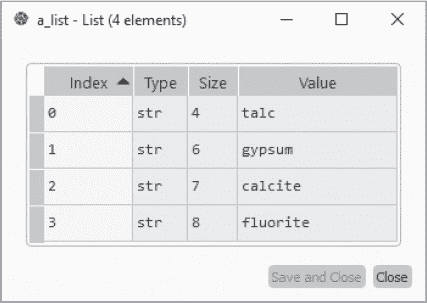 a_list - List (4 elements)
Index Type Size Value
0 str 4 talc
1 str 6 gypsum
2 str 7 calcite
3 str 8 fluorite
Save and Close Close